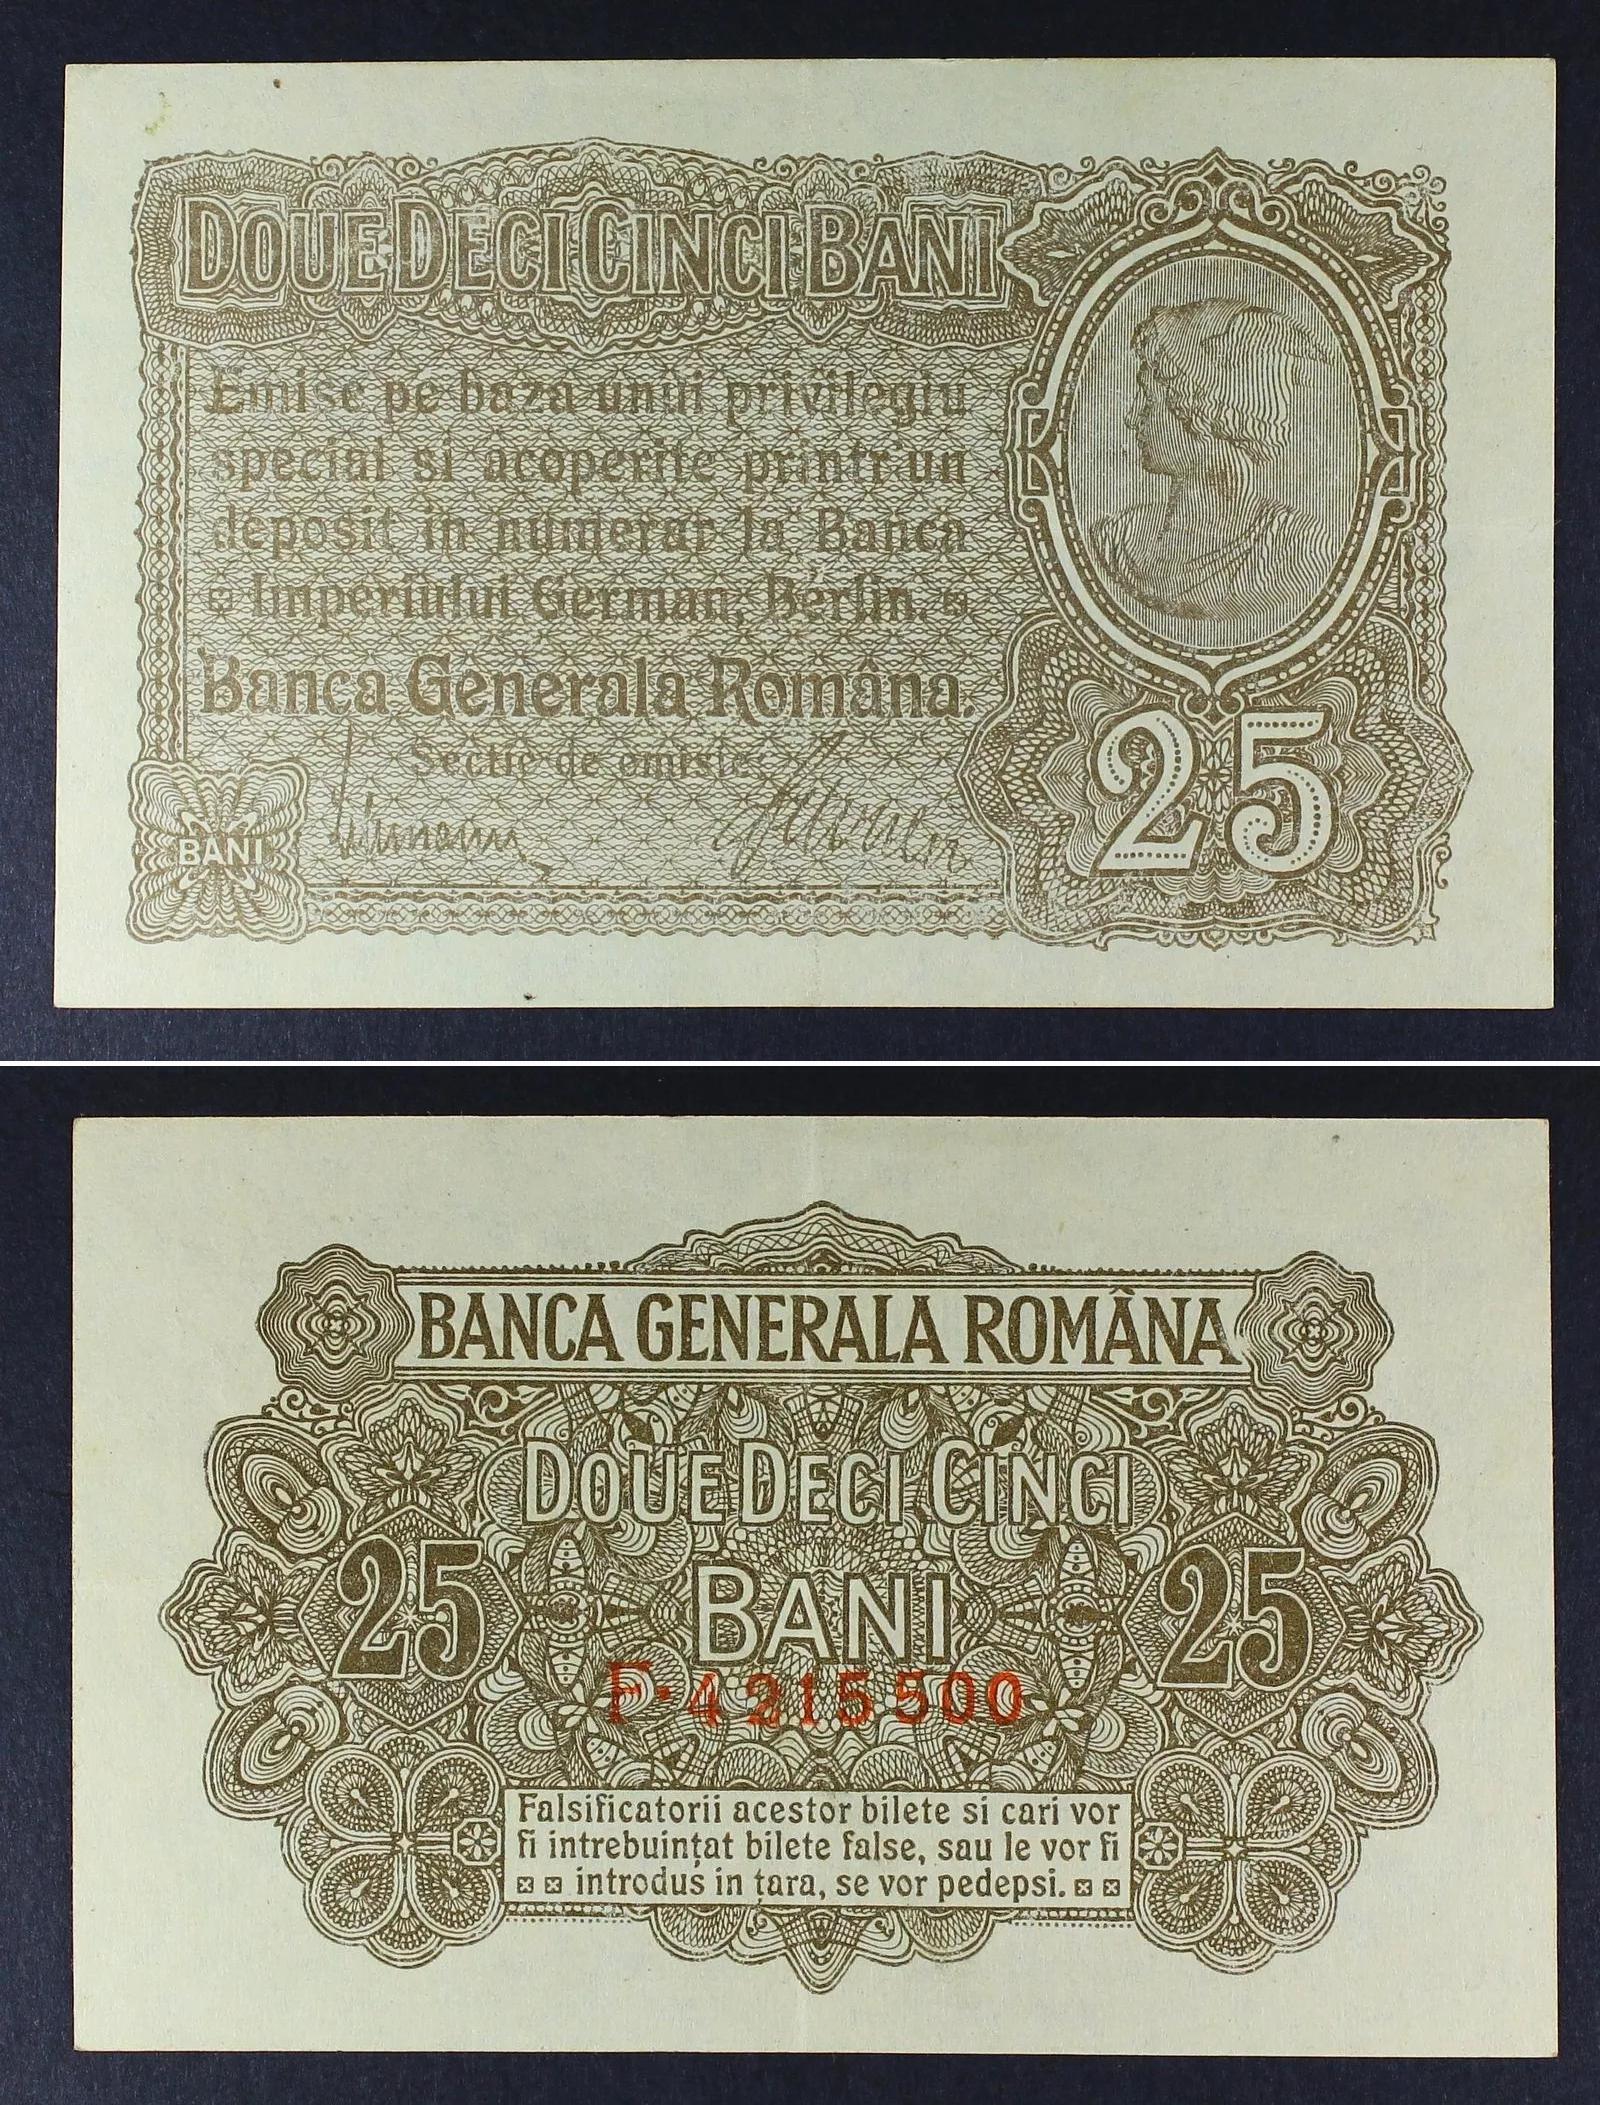 DOUE DECI CINCI BANI
Emise pe baza unui privilegiu
special si acoperite printr'un
deposit in numerar la Banca
Imperiului German, Berlin.
Banca Generala Româna.
Sectie de emisie:
BANI
25
BANCA GENERALA ROMÂNA
DOUE DECI CINCI
25 BANI 25
F·4215500
Falsificatorii acestor bilete si cari vor
fi intrebuințat bilete false, sau le vor fi
introdus in țara, se vor pedepsi.